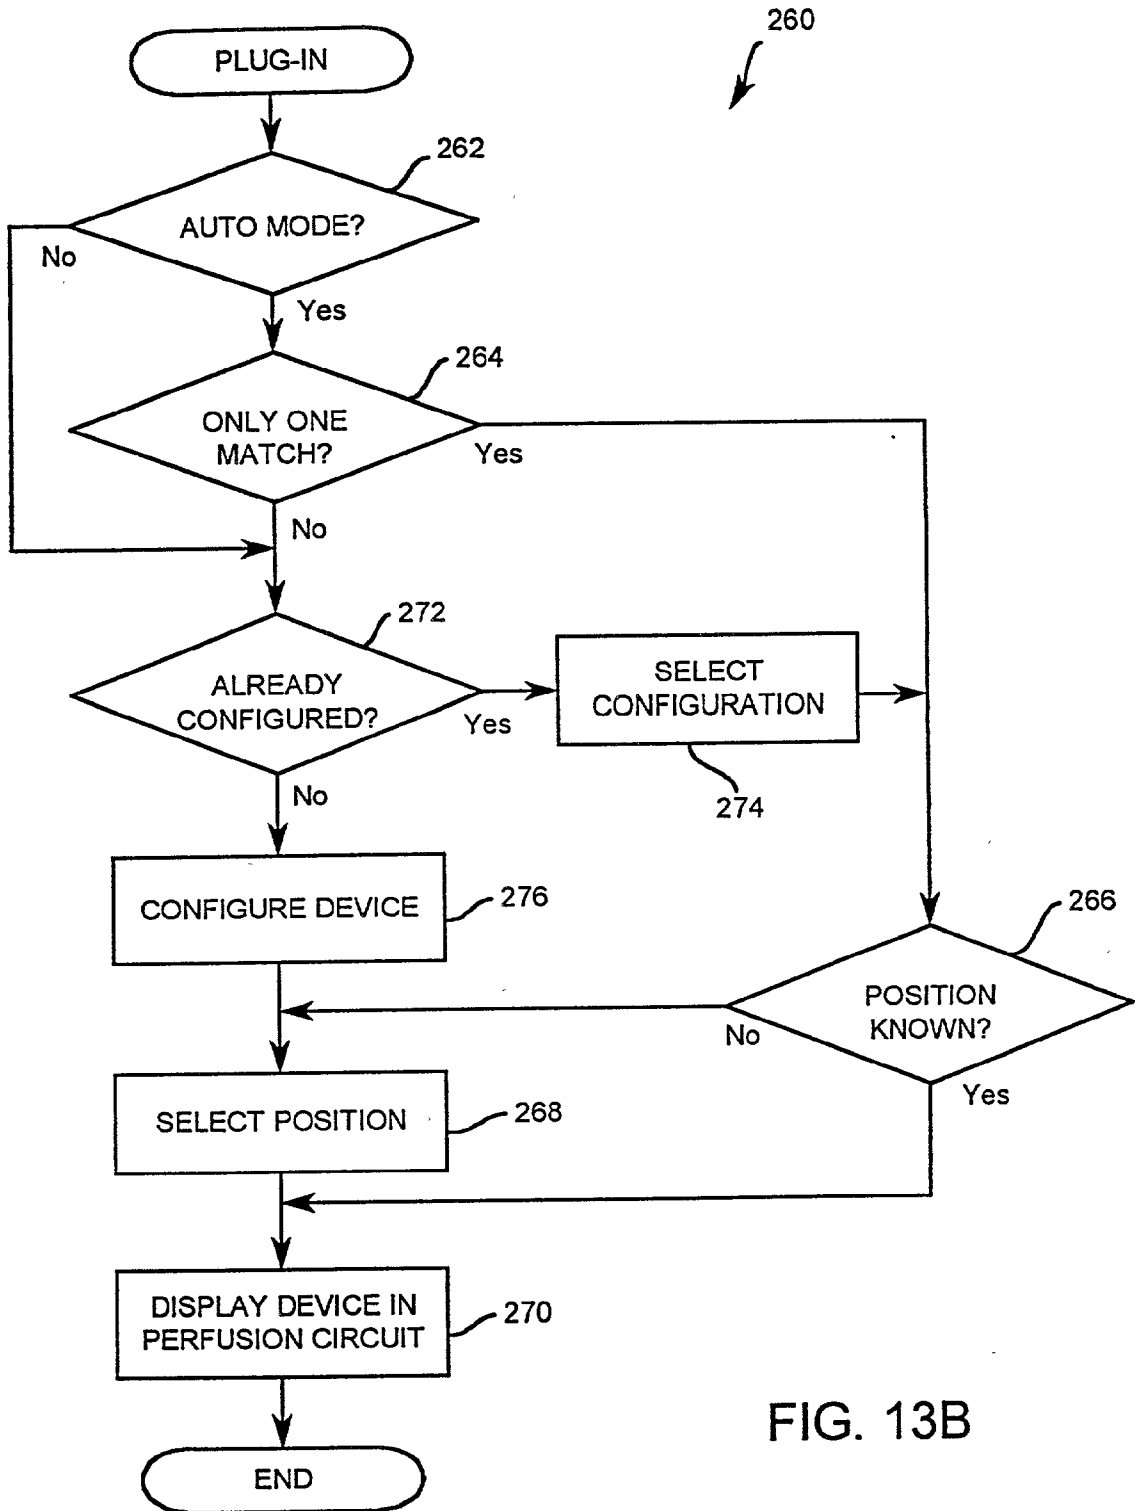 260
PLUG-IN
262
AUTO MODE?
No
Yes
264
ONLY ONE
MATCH?
Yes
No
272
ALREADY
CONFIGURED?
Yes
SELECT
CONFIGURATION
274
No
CONFIGURE DEVICE
276
266
POSITION
KNOWN?
No
Yes
SELECT POSITION
268
DISPLAY DEVICE IN
PERFUSION CIRCUIT
270
FIG. 13B
END